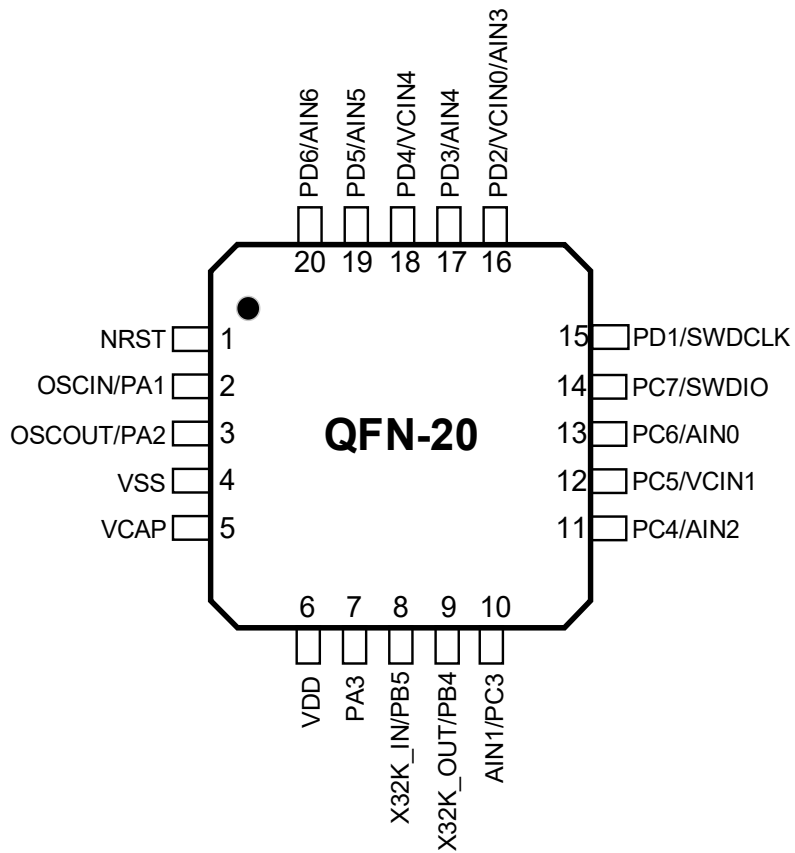 PD6/AIN6
PD5/AIN5
PD4/VCIN4
PD3/AIN4
PD2/VCIN0/AIN3
20 19 18 17 16
NRST 1
OSCIN/PA1 2
OSCOUT/PA2 3
VSS 4
VCAP 5
QFN-20
15 PD1/SWDCLK
14 PC7/SWDIO
13 PC6/AIN0
12 PC5/VCIN1
11 PC4/AIN2
6 7 8 9 10
VDD
PA3
X32K_IN/PB5
X32K_OUT/PB4
AIN1/PC3